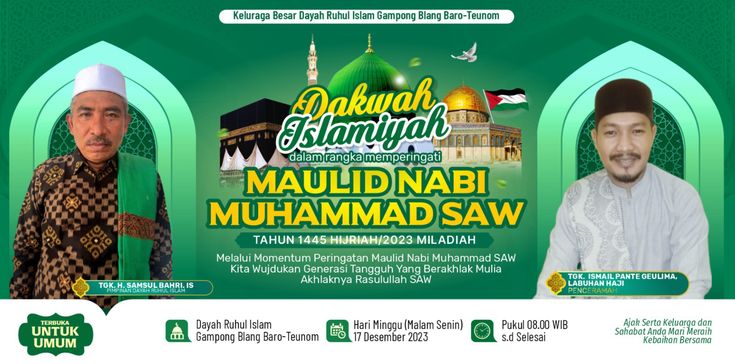 Keluraga Besar Dayah Ruhul Islam Gampong Blang Baro-Teunom
Dakwah
Islamiyah
dalam rangka memperingati
MAULID NABI
MUHAMMAD SAW
TAHUN 1445 HIJRIAH/2023 MILADIAH
Melalui Momentum Peringatan Maulid Nabi Muhammad SAW
Kita Wujdukan Generasi Tangguh Yang Berakhlak Mulia
Akhlaknya Rasulullah SAW
TGK. H. SAMSUL BAHRI, IS
PIMPINAN DAYAH RUHUL ISLAM
TGK. ISMAIL PANTE GEULIMA,
LABUHAN HAJI
PENCERAMAH
TERBUKA
UNTUK
UMUM
Dayah Ruhul Islam
Gampong Blang Baro-Teunom
Hari Minggu (Malam Senin)
17 Desember 2023
Pukul 08.00 WIB
s.d Selesai
Ajak Serta Keluarga dan
Sahabat Anda Mari Meraih
Kebaikan Bersama